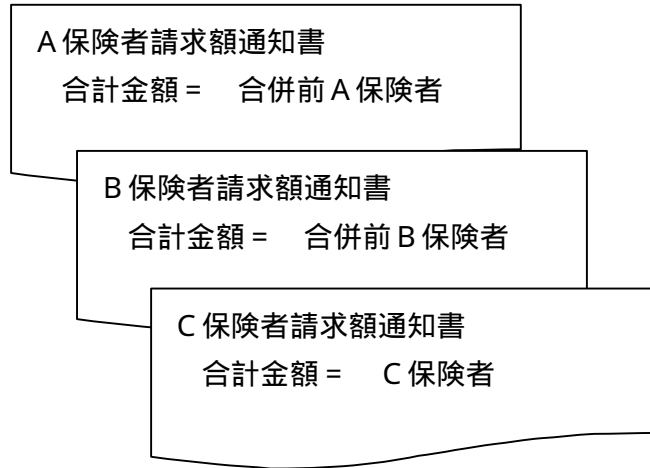 A保険者請求額通知書
合計金額 = 合併前A保険者
B保険者請求額通知書
合計金額 = 合併前B保険者
C保険者請求額通知書
合計金額 = C保険者